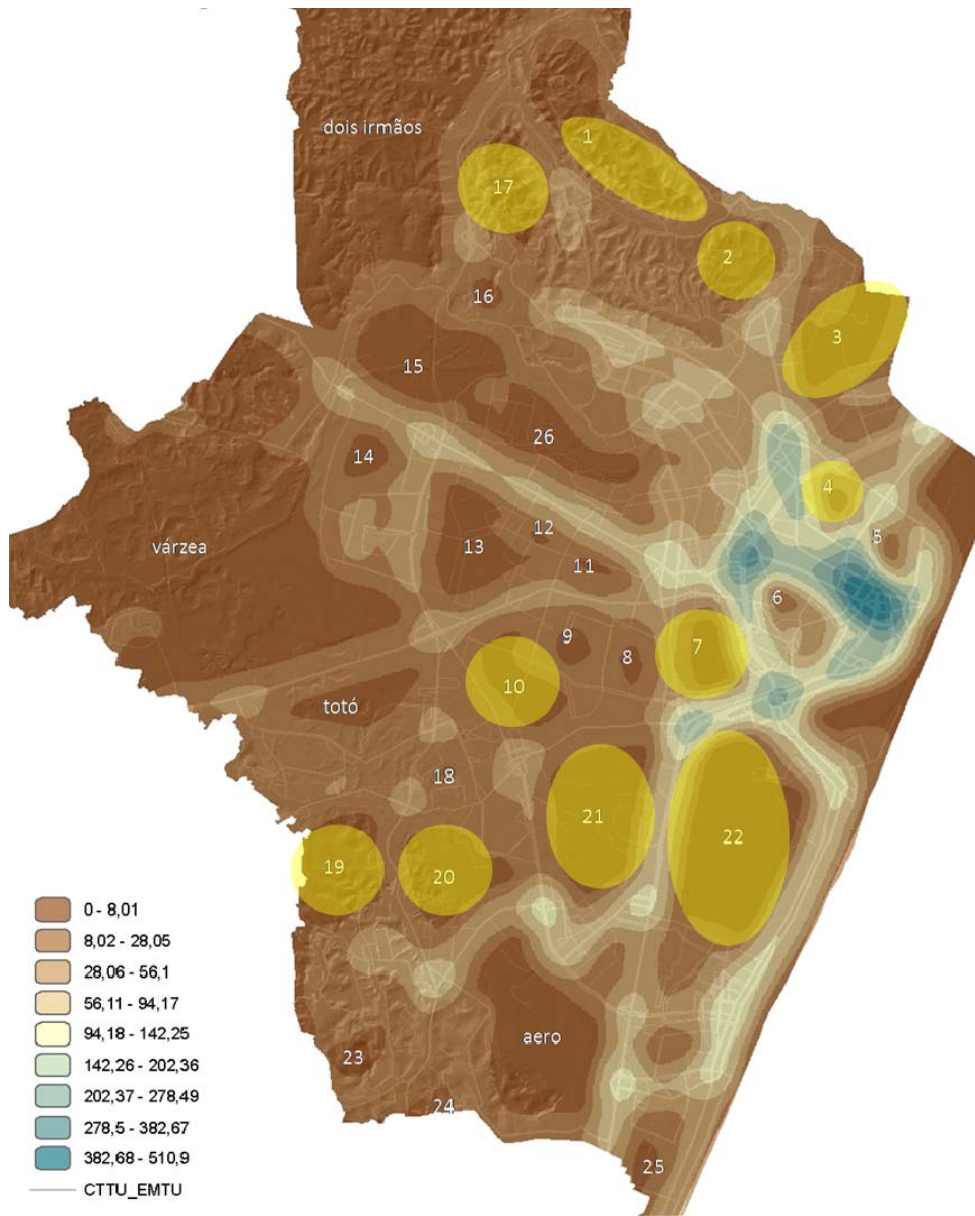 dois irmãos
1
17
2
16
3
15
26
14
4
12
5
várzea
13
11
6
9
8
7
10
totó
18
21
22
19
20
0 - 8,01
8,02 - 28,05
28,06 - 56,1
56,11 - 94,17
94,18 - 142,25
142,26 - 202,36
202,37 - 278,49
278,5 - 382,67
382,68 - 510,9
CTTU_EMTU
aero
23
24
25